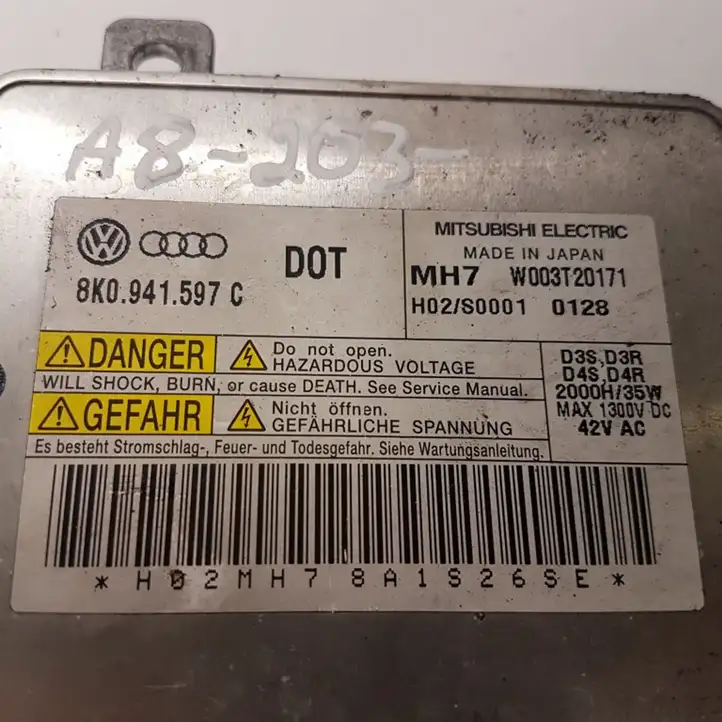 A8-203-
DOT
8K0.941.597 C
MITSUBISHI ELECTRIC
MADE IN JAPAN
MH7 W003T20171
H02/S0001 0128
DANGER
Do not open.
HAZARDOUS VOLTAGE
WILL SHOCK, BURN, or cause DEATH. See Service Manual.
GEFAHR
Nicht öffnen.
GEFÄHRLICHE SPANNUNG
Es besteht Stromschlag-, Feuer- und Todesgefahr. Siehe Wartungsanleitung.
D3S,D3R
D4S,D4R
2000H/35W
MAX 1300V DC
42V AC
*H02MH78A1S26SE*